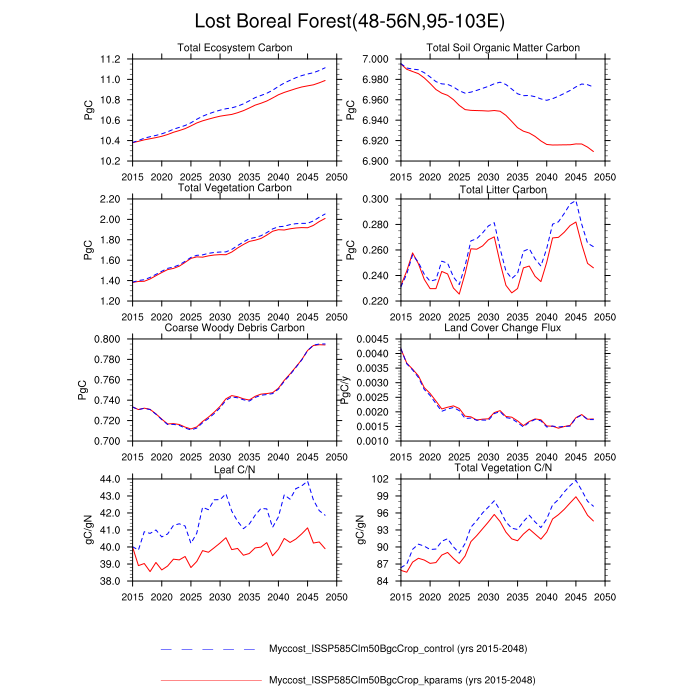 Lost Boreal Forest(48-56N,95-103E)
Total Ecosystem Carbon
PgC
11.2
11.0
10.8
10.6
10.4
10.2
2015 2020 2025 2030 2035 2040 2045 2050
Total Soil Organic Matter Carbon
PgC
7.000
6.980
6.960
6.940
6.920
6.900
2015 2020 2025 2030 2035 2040 2045 2050
Total Vegetation Carbon
PgC
2.20
2.00
1.80
1.60
1.40
1.20
2015 2020 2025 2030 2035 2040 2045 2050
Total Litter Carbon
PgC
0.300
0.280
0.260
0.240
0.220
2015 2020 2025 2030 2035 2040 2045 2050
Coarse Woody Debris Carbon
PgC
0.800
0.780
0.760
0.740
0.720
0.700
2015 2020 2025 2030 2035 2040 2045 2050
Land Cover Change Flux
PgC/y
0.0045
0.0040
0.0035
0.0030
0.0025
0.0020
0.0015
0.0010
2015 2020 2025 2030 2035 2040 2045 2050
Leaf C/N
gC/gN
44.0
43.0
42.0
41.0
40.0
39.0
38.0
2015 2020 2025 2030 2035 2040 2045 2050
Total Vegetation C/N
gC/gN
102
99
96
93
90
87
84
2015 2020 2025 2030 2035 2040 2045 2050
Myccost_ISSP585Clm50BgcCrop_control (yrs 2015-2048)
Myccost_ISSP585Clm50BgcCrop_kparams (yrs 2015-2048)